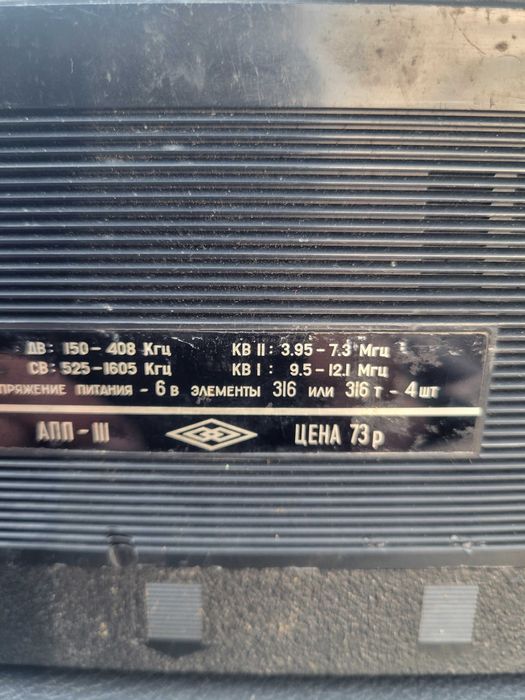 ДВ: 150-408 Кгц КВ II: 3.95-7.3 Мгц
СВ: 525-1605 Кгц КВ I: 9.5-12.1 Мгц
пряжение питания - 6 в элементы 316 или 316 т - 4 шт
АПП-III ЦЕНА 73 р